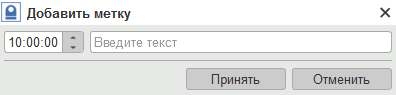 Добавить метку
10:00:00 Введите текст
Принять Отменить